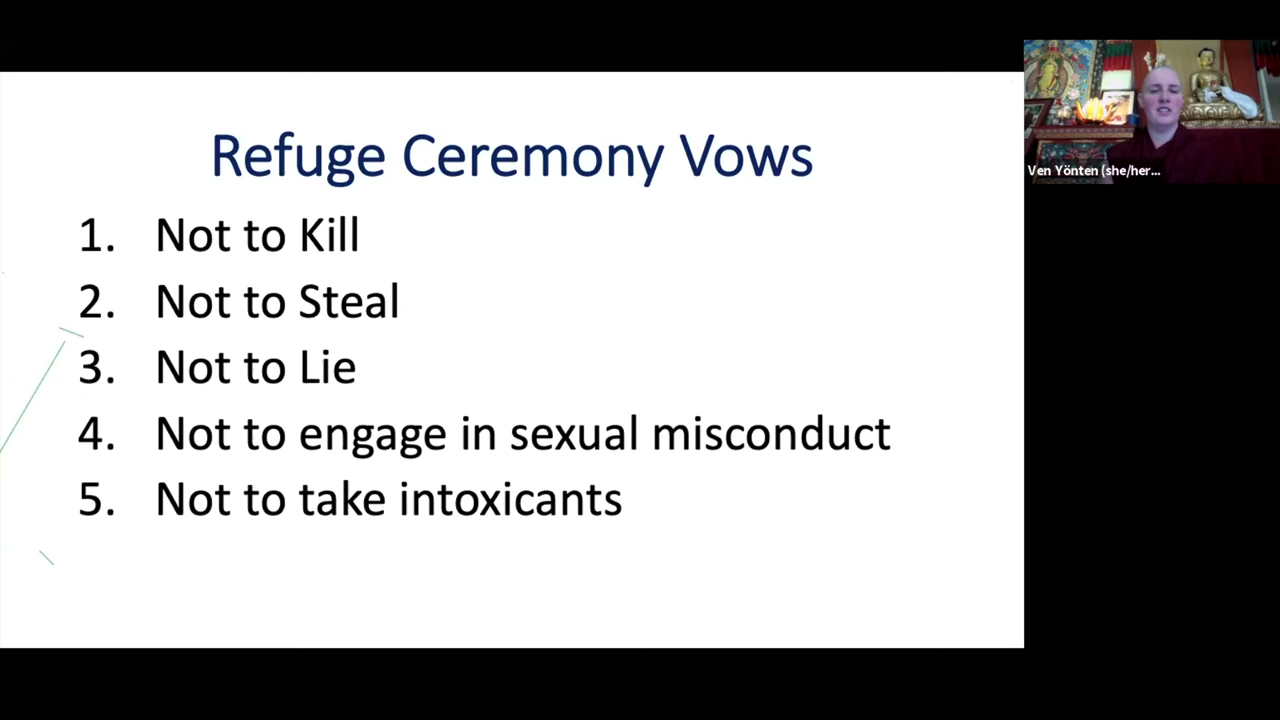 Refuge Ceremony Vows
1. Not to Kill
2. Not to Steal
3. Not to Lie
4. Not to engage in sexual misconduct
5. Not to take intoxicants
Ven Yönten (she/her...